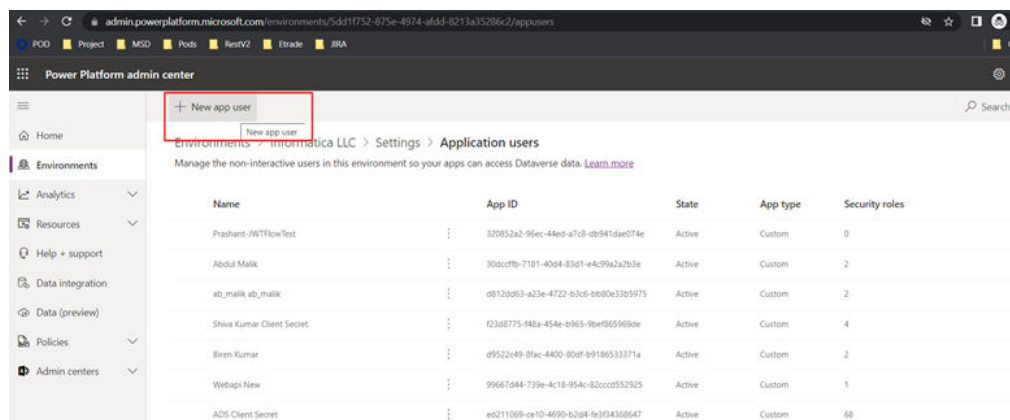 admin.powerplatform.microsoft.com/environments/5dd1f752-875e-4974-afdd-8213a35286c2/appusers
POD Project MSD Pods RestV2 Etrade JIRA
Power Platform admin center
+ New app user
Search
New app user
Environments > Informatica LLC > Settings > Application users
Manage the non-interactive users in this environment so your apps can access Dataverse data. Learn more
Home
Environments
Analytics
Resources
Help + support
Data integration
Data (preview)
Policies
Admin centers
Name App ID State App type Security roles
Prashant-JWTFlowTest 320852a2-96ec-44ed-a7c8-db941dae074e Active Custom 0
Abdul Malik 30dccffb-7181-40d4-83d1-e4c99a2a2b3e Active Custom 2
ab_malik ab_malik d812dd63-a23e-4722-b3c6-bb80e33b5975 Active Custom 2
Shiva Kumar Client Secret f23d8775-f48a-454e-b965-9bef865969de Active Custom 4
Biren Kumar d9522c49-8fac-4400-80df-b9186533371a Active Custom 2
Webapi New 99667d44-739e-4c18-954c-82cccd552925 Active Custom 1
ADS Client Secret ed211069-ce10-4690-b2d4-fe3f34368647 Active Custom 68